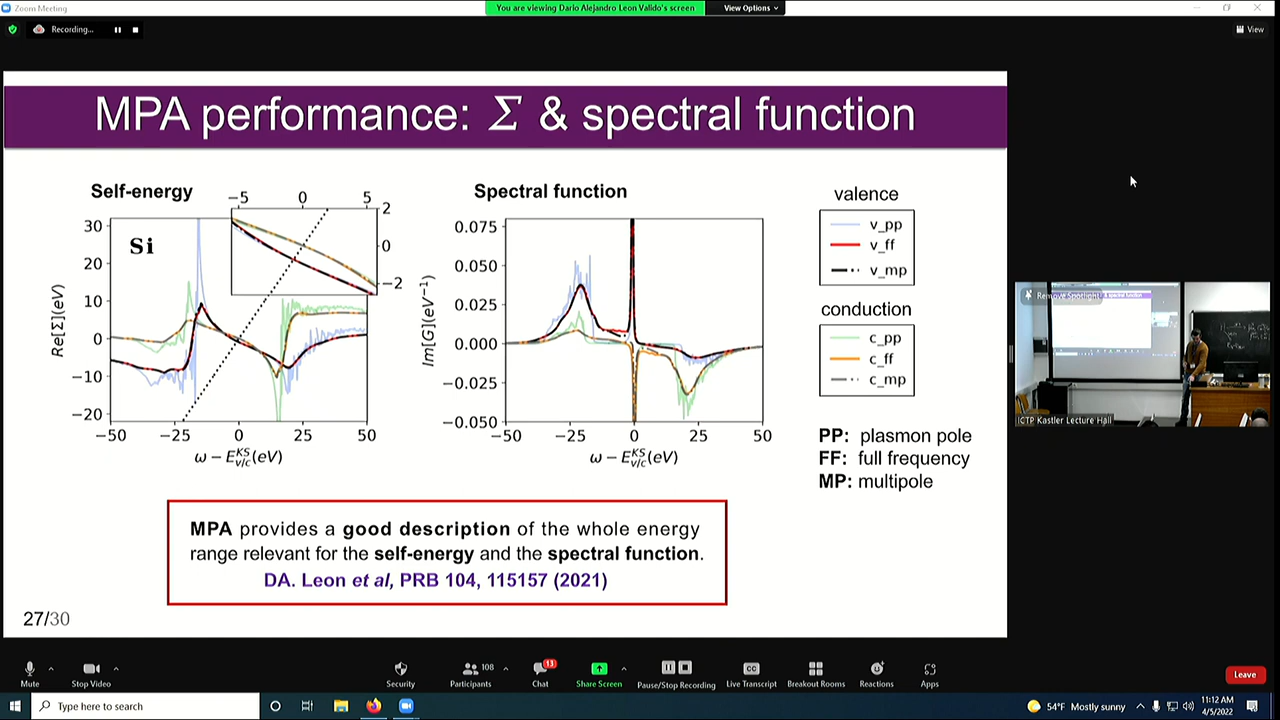 Zoom Meeting
You are viewing Dario Alejandro Leon Valido's screen
View Options
Recording...
View
MPA performance: Σ & spectral function
Self-energy
Spectral function
valence
−5 0 5
2
0
−2
30
20
10
0
−10
−20
Si
Re[Σ](eV)
−50 −25 0 25 50
ω − E^{KS}_{v/c}(eV)
0.075
0.050
0.025
0.000
−0.025
−0.050
Im[G](eV⁻¹)
−50 −25 0 25 50
ω − E^{KS}_{v/c}(eV)
v_pp
v_ff
v_mp
conduction
c_pp
c_ff
c_mp
PP: plasmon pole
FF: full frequency
MP: multipole
MPA provides a good description of the whole energy
range relevant for the self-energy and the spectral function.
DA. Leon et al, PRB 104, 115157 (2021)
27/30
Remove Spotlight
spectral function
ICTP Kastler Lecture Hall
Mute
Stop Video
Security
Participants
108
Chat
13
Share Screen
Pause/Stop Recording
CC
Live Transcript
Breakout Rooms
Reactions
Apps
Leave
Type here to search
54°F Mostly sunny
11:12 AM
4/5/2022